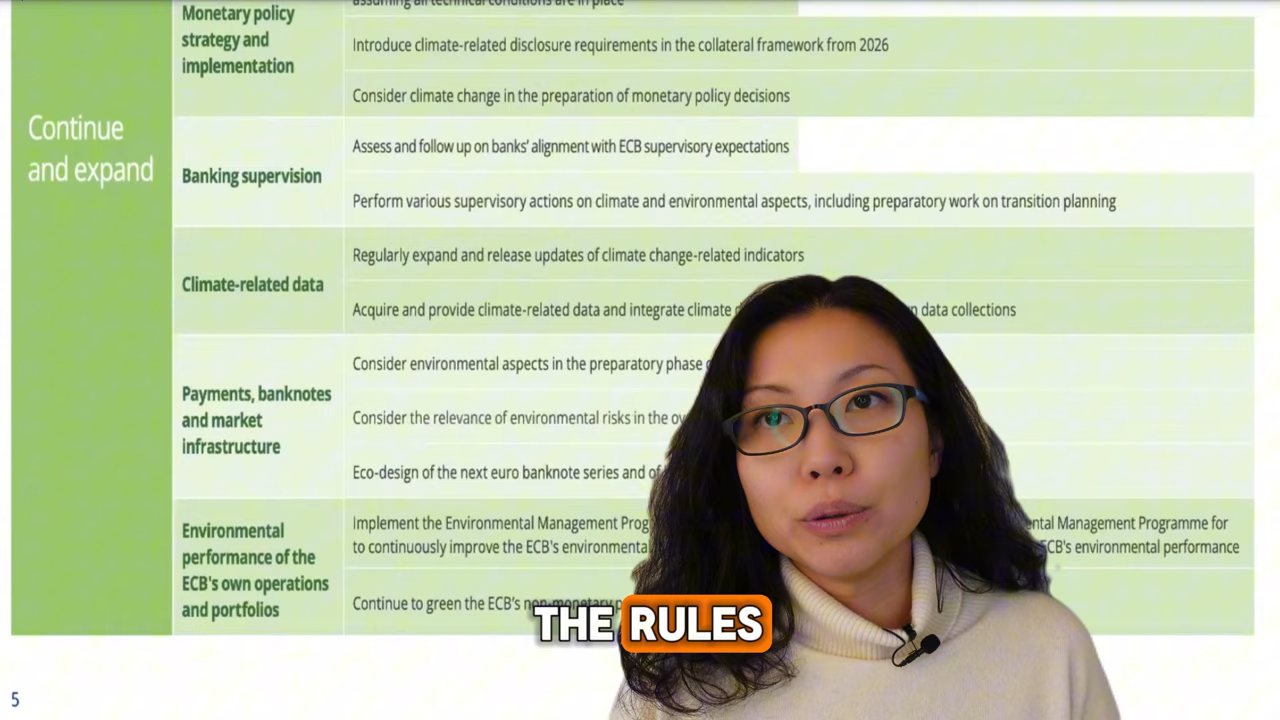 assuming all technical conditions are in place
Monetary policy
strategy and
implementation
Introduce climate-related disclosure requirements in the collateral framework from 2026
Consider climate change in the preparation of monetary policy decisions
Continue
and expand
Banking supervision
Assess and follow up on banks' alignment with ECB supervisory expectations
Perform various supervisory actions on climate and environmental aspects, including preparatory work on transition planning
Climate-related data
Regularly expand and release updates of climate change-related indicators
Acquire and provide climate-related data and integrate climate data collections
Payments, banknotes
and market
infrastructure
Consider environmental aspects in the preparatory phase
Consider the relevance of environmental risks in the
Eco-design of the next euro banknote series and
Environmental
performance of the
ECB's own operations
and portfolios
Implement the Environmental Management Management Programme for
to continuously improve the ECB's ECB's environmental performance
Continue to green the ECB's non-monetary
THE RULES
5